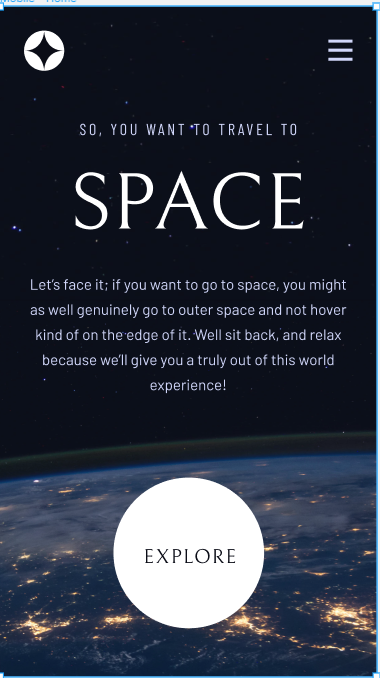 Mobile - Home
SO, YOU WANT TO TRAVEL TO
SPACE
Let's face it; if you want to go to space, you might
as well genuinely go to outer space and not hover
kind of on the edge of it. Well sit back, and relax
because we'll give you a truly out of this world
experience!
EXPLORE